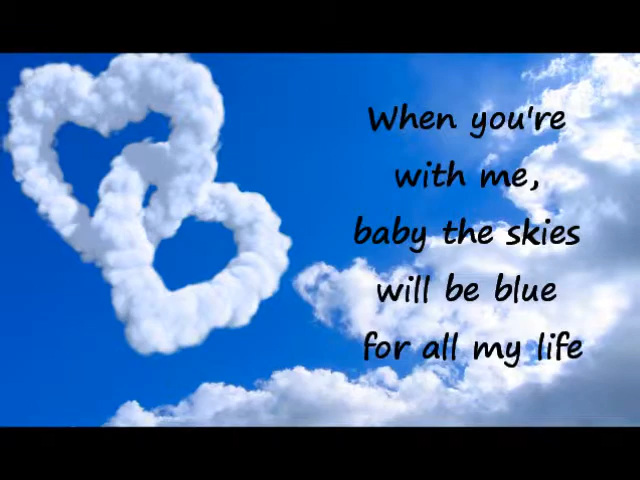 When you're
with me,
baby the skies
will be blue
for all my life